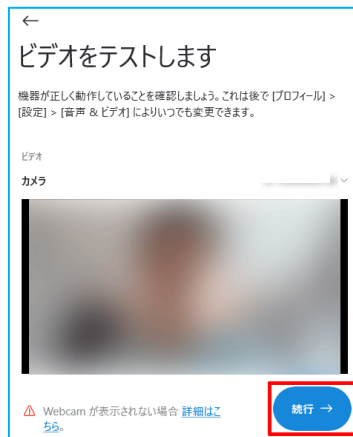 ←
ビデオをテストします
機器が正しく動作していることを確認しましょう。これは後で [プロフィール] >
[設定] > [音声 & ビデオ] によりいつでも変更できます。
ビデオ
カメラ
Webcam が表示されない場合 詳細はこ
ちら。
続行 →